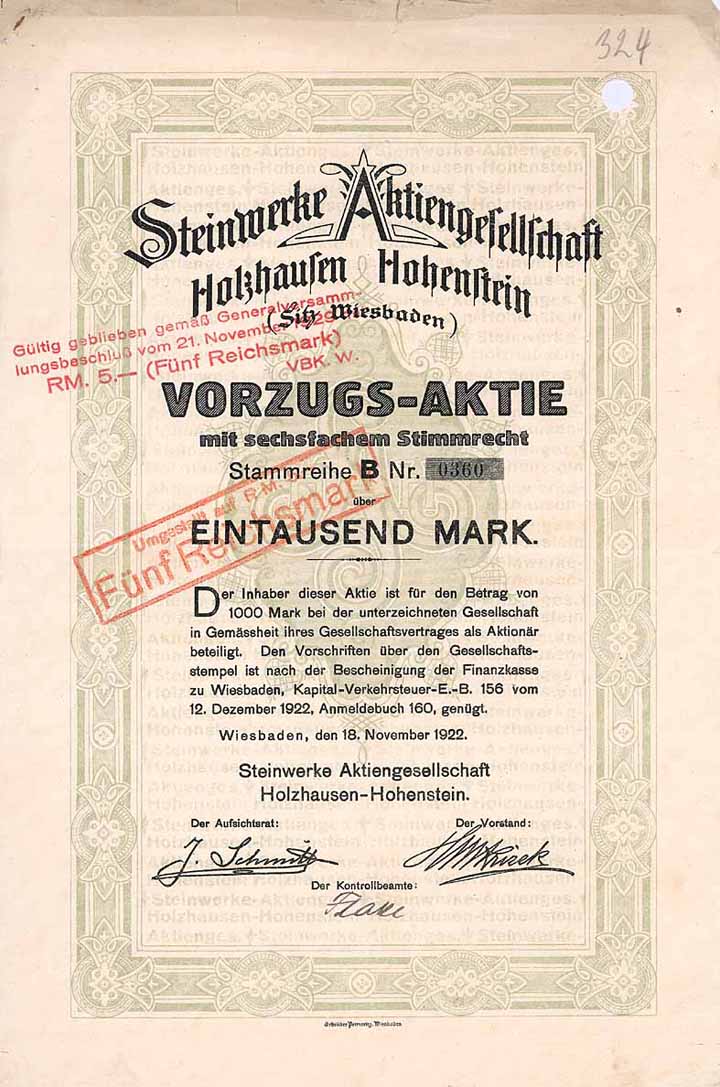 324
Steinwerke Aktiengesellschaft
Holzhausen Hohenstein
(Sitz Wiesbaden)
Gültig geblieben gemäß Generalversamm-
lungsbeschluß vom 21. November 1929
RM. 5.— (Fünf Reichsmark)
VBK. W.
VORZUGS-AKTIE
mit sechsfachem Stimmrecht
Stammreihe B Nr. 0360
über
Umgestellt auf R.M.
Fünf Reichsmark
EINTAUSEND MARK.
Der Inhaber dieser Aktie ist für den Betrag von
1000 Mark bei der unterzeichneten Gesellschaft
in Gemässheit ihres Gesellschaftsvertrages als Aktionär
beteiligt. Den Vorschriften über den Gesellschafts-
stempel ist nach der Bescheinigung der Finanzkasse
zu Wiesbaden, Kapital-Verkehrsteuer-E.-B. 156 vom
12. Dezember 1922, Anmeldebuch 160, genügt.
Wiesbaden, den 18. November 1922.
Steinwerke Aktiengesellschaft
Holzhausen-Hohenstein.
Der Aufsichtsrat: Der Vorstand:
J. Schmitt
Der Kontrollbeamte: